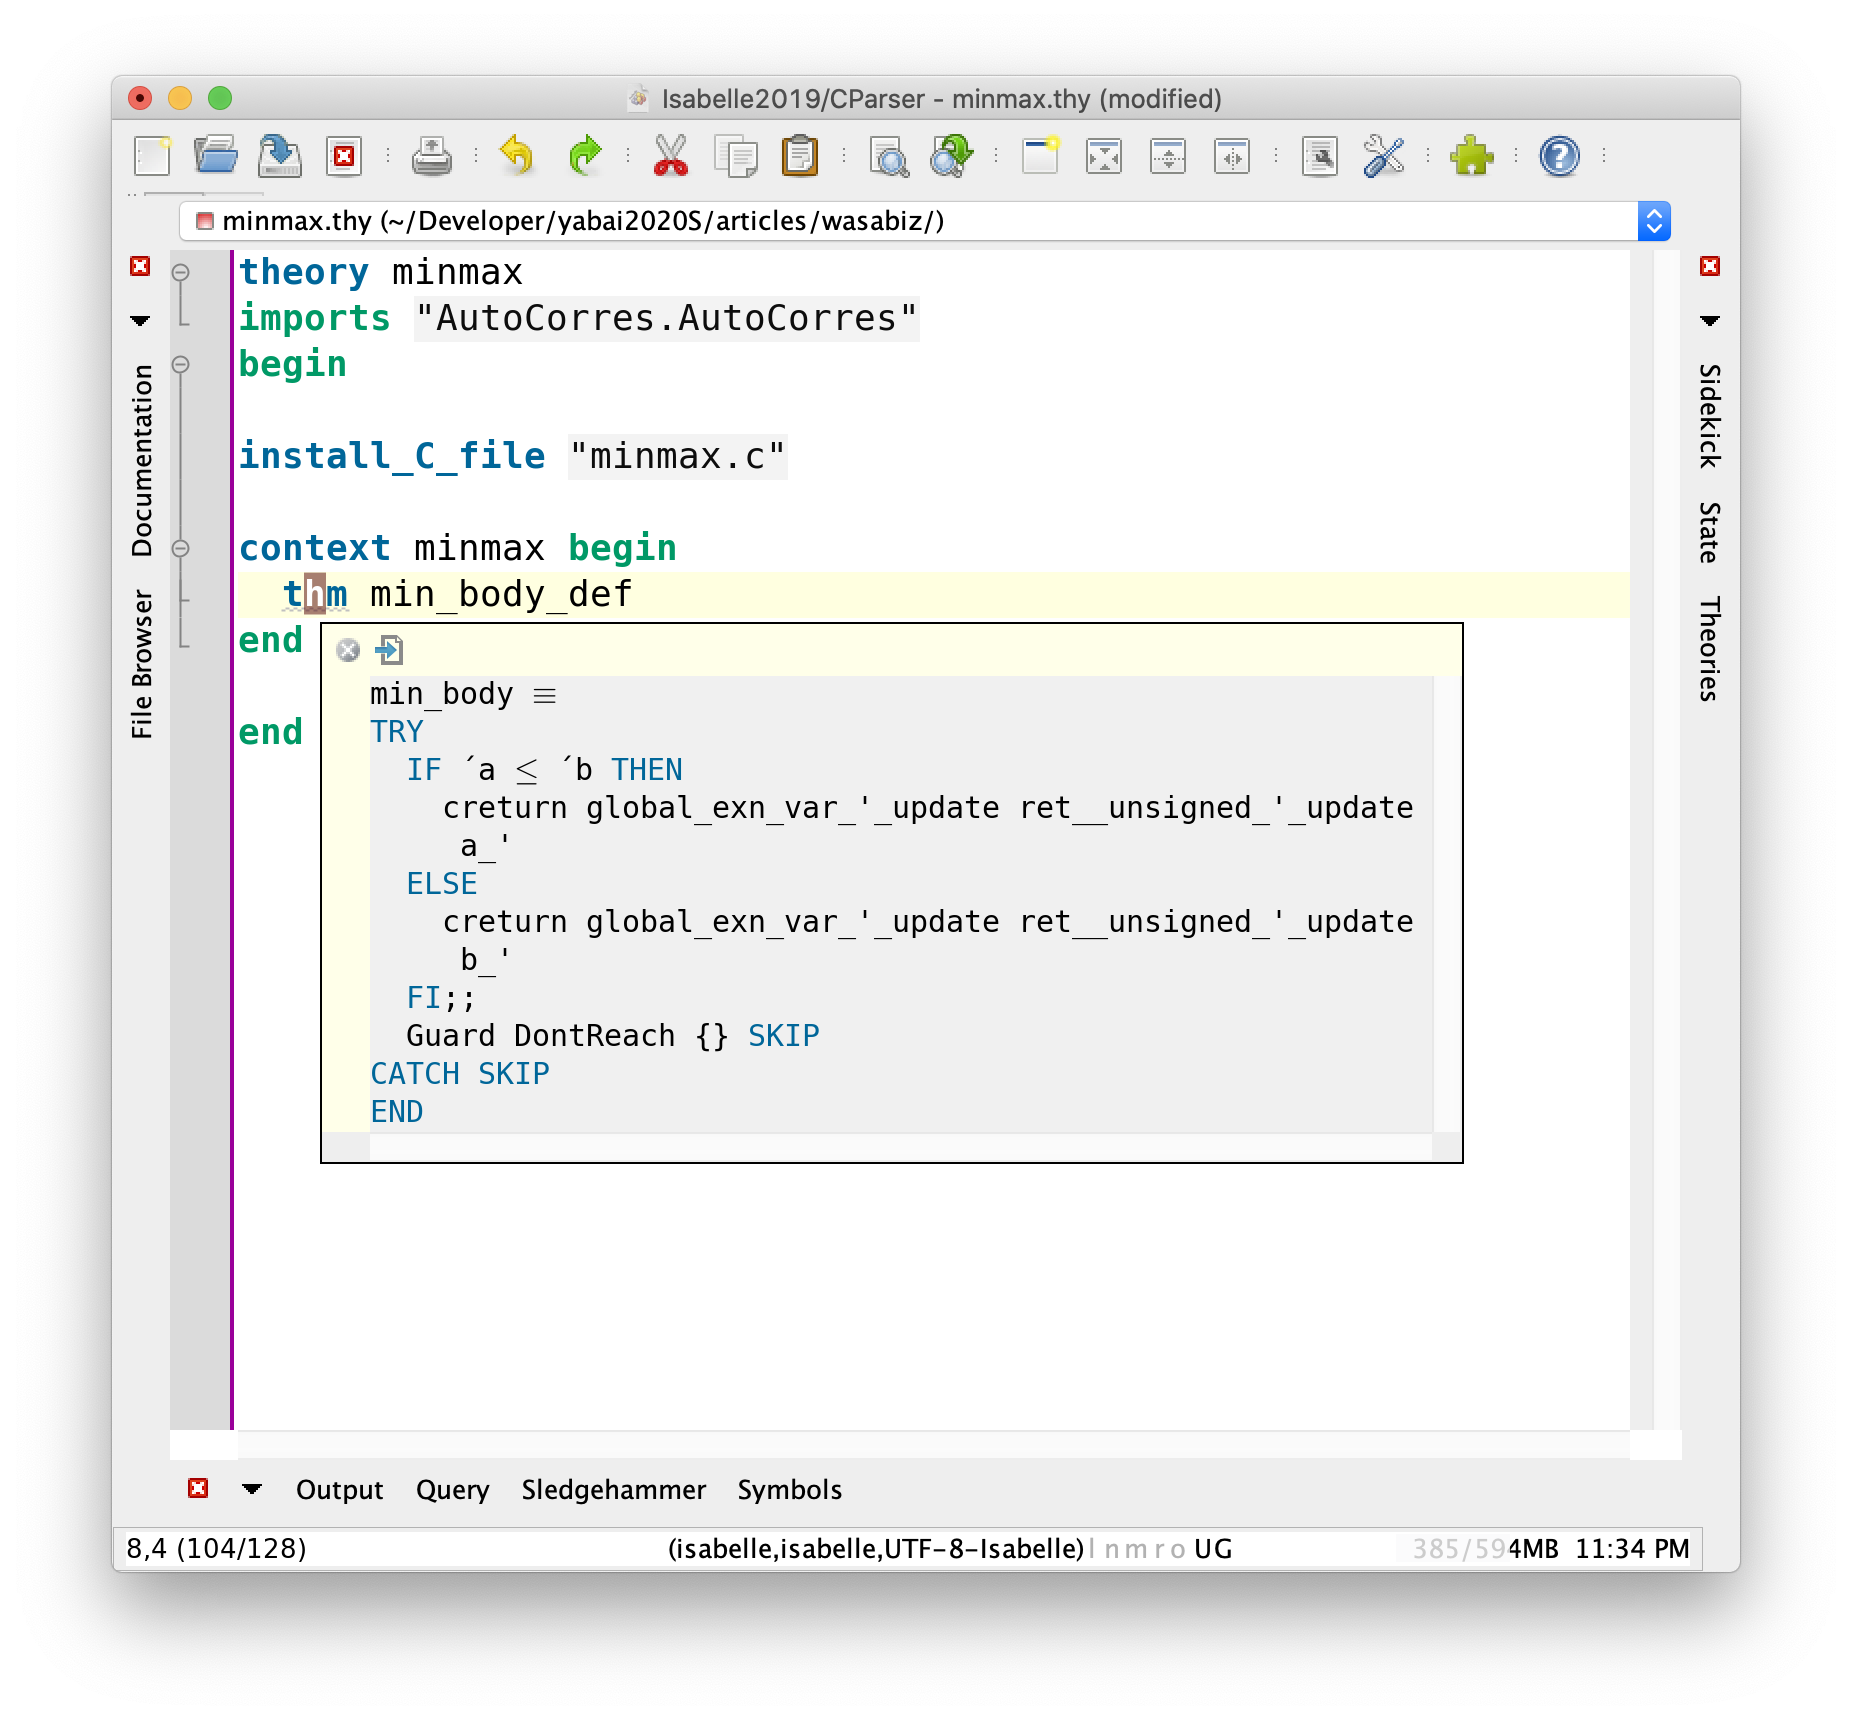 Isabelle2019/CParser - minmax.thy (modified)
minmax.thy (~/Developer/yabai2020S/articles/wasabiz/)
Documentation
File Browser
theory minmax
imports "AutoCorres.AutoCorres"
begin
install_C_file "minmax.c"
context minmax begin
  thm min_body_def
end
end
min_body ≡
TRY
  IF ´a ≤ ´b THEN
    creturn global_exn_var_'_update ret__unsigned_'_update
     a_'
  ELSE
    creturn global_exn_var_'_update ret__unsigned_'_update
     b_'
  FI;;
  Guard DontReach {} SKIP
CATCH SKIP
END
Sidekick
State
Theories
Output Query Sledgehammer Symbols
8,4 (104/128) (isabelle,isabelle,UTF-8-Isabelle) l n m r o UG 385/594MB 11:34 PM